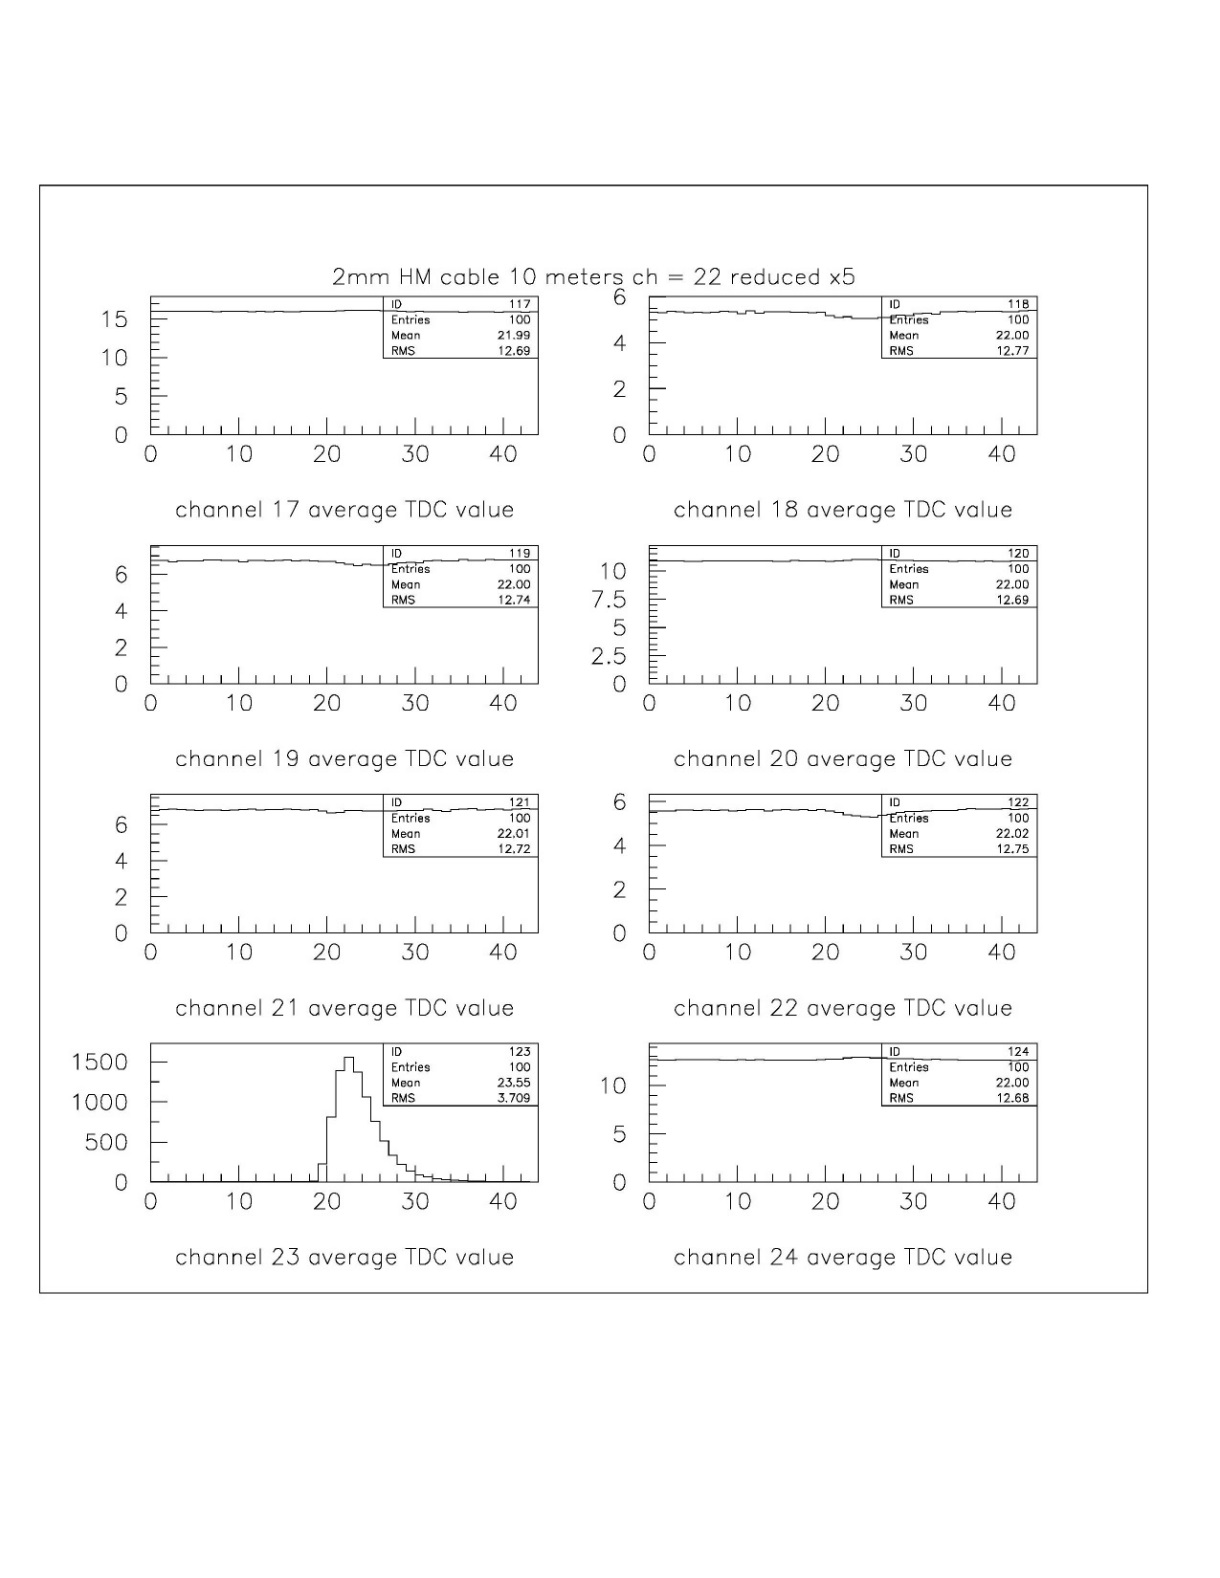 2mm HM cable 10 meters ch = 22 reduced x5
15
10
5
0
0 10 20 30 40
ID 117
Entries 100
Mean 21.99
RMS 12.69
channel 17 average TDC value
6
4
2
0
0 10 20 30 40
ID 118
Entries 100
Mean 22.00
RMS 12.77
channel 18 average TDC value
6
4
2
0
0 10 20 30 40
ID 119
Entries 100
Mean 22.00
RMS 12.74
channel 19 average TDC value
10
7.5
5
2.5
0
0 10 20 30 40
ID 120
Entries 100
Mean 22.00
RMS 12.69
channel 20 average TDC value
6
4
2
0
0 10 20 30 40
ID 121
Entries 100
Mean 22.01
RMS 12.72
channel 21 average TDC value
6
4
2
0
0 10 20 30 40
ID 122
Entries 100
Mean 22.02
RMS 12.75
channel 22 average TDC value
1500
1000
500
0
0 10 20 30 40
ID 123
Entries 100
Mean 23.55
RMS 3.709
channel 23 average TDC value
10
5
0
0 10 20 30 40
ID 124
Entries 100
Mean 22.00
RMS 12.68
channel 24 average TDC value